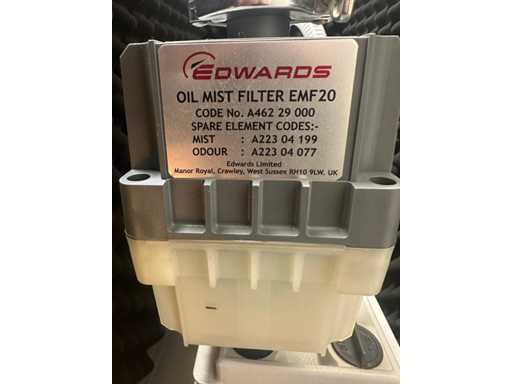 EDWARDS
OIL MIST FILTER EMF20
CODE No. A462 29 000
SPARE ELEMENT CODES:-
MIST : A223 04 199
ODOUR : A223 04 077
Edwards Limited
Manor Royal, Crawley, West Sussex RH10 9LW. UK